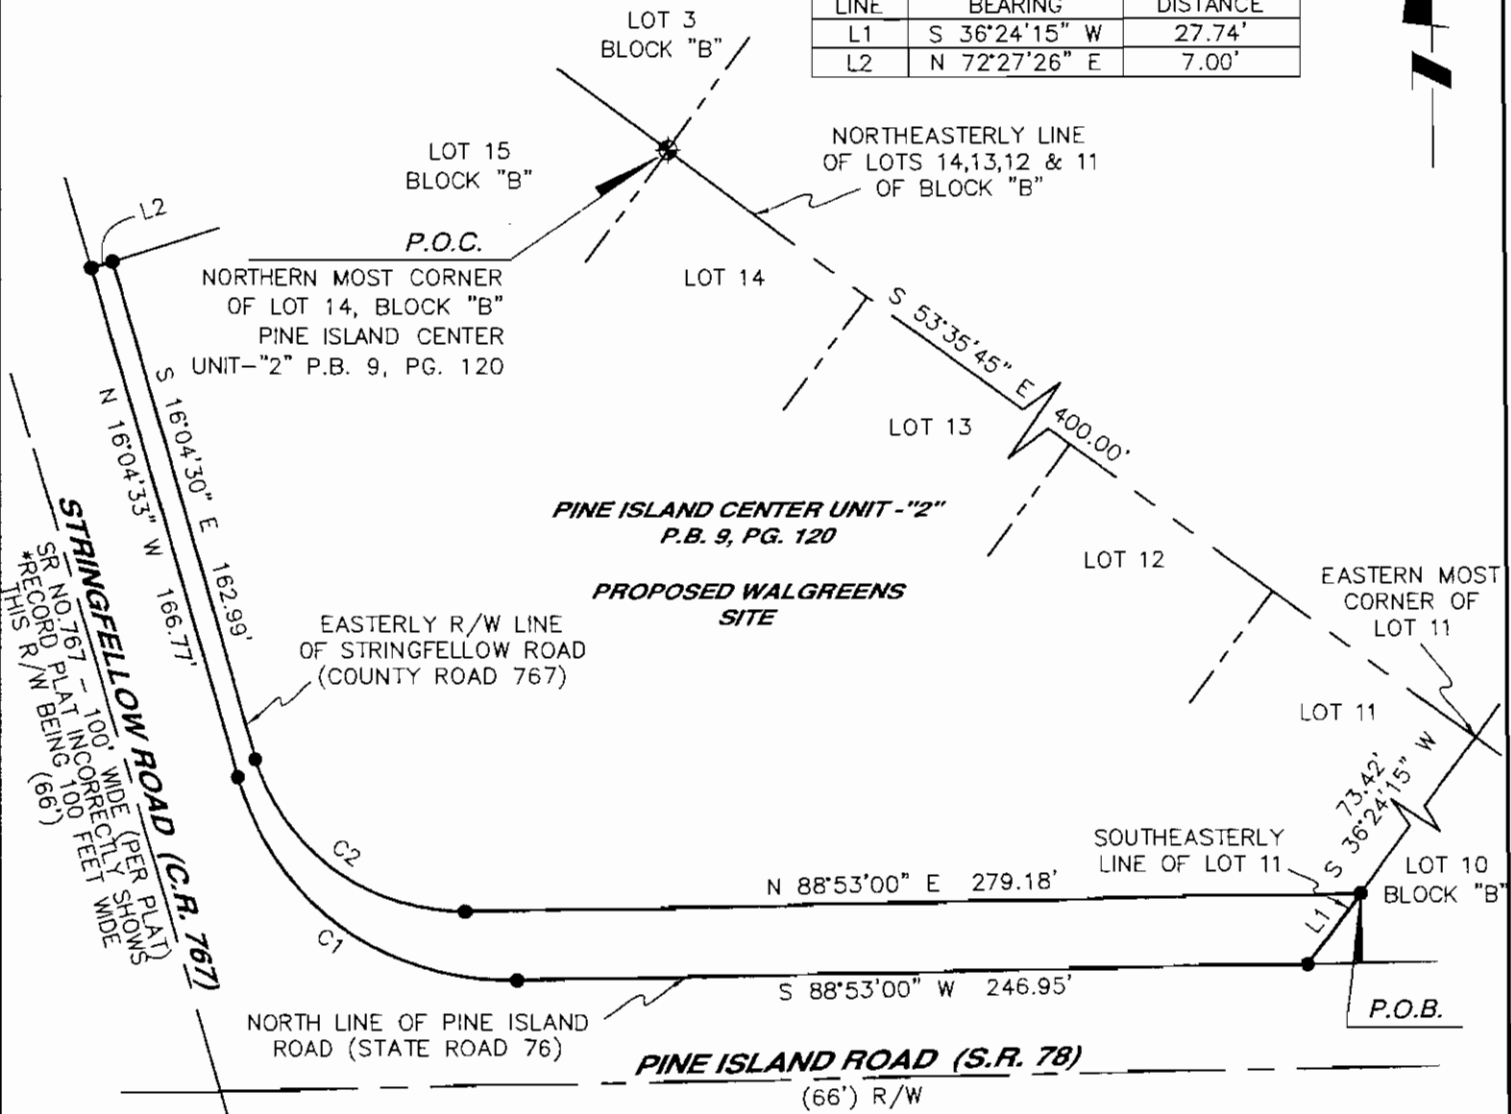 LINE BEARING DISTANCE
L1 S 36°24'15" W 27.74'
L2 N 72°27'26" E 7.00'
LOT 3
BLOCK "B"
LOT 15
BLOCK "B"
NORTHEASTERLY LINE
OF LOTS 14,13,12 & 11
OF BLOCK "B"
L2
P.O.C.
NORTHERN MOST CORNER
OF LOT 14, BLOCK "B"
PINE ISLAND CENTER
UNIT-"2" P.B. 9, PG. 120
LOT 14
S 53°35'45" E 400.00'
LOT 13
S 16°04'30" E 162.99'
N 16°04'33" W 166.77'
PINE ISLAND CENTER UNIT -"2"
P.B. 9, PG. 120
PROPOSED WALGREENS
SITE
LOT 12
EASTERN MOST
CORNER OF
LOT 11
EASTERLY R/W LINE
OF STRINGFELLOW ROAD
(COUNTY ROAD 767)
LOT 11
73.42'
S 36°24'15" W
STRINGFELLOW ROAD (C.R. 767)
SR NO.767 - 100' WIDE (PER PLAT)
*RECORD PLAT INCORRECTLY SHOWS
THIS R/W BEING 100 FEET WIDE
(66')
C2
C1
SOUTHEASTERLY
LINE OF LOT 11
LOT 10
BLOCK "B"
N 88°53'00" E 279.18'
L1
S 88°53'00" W 246.95'
P.O.B.
NORTH LINE OF PINE ISLAND
ROAD (STATE ROAD 76)
PINE ISLAND ROAD (S.R. 78)
(66') R/W